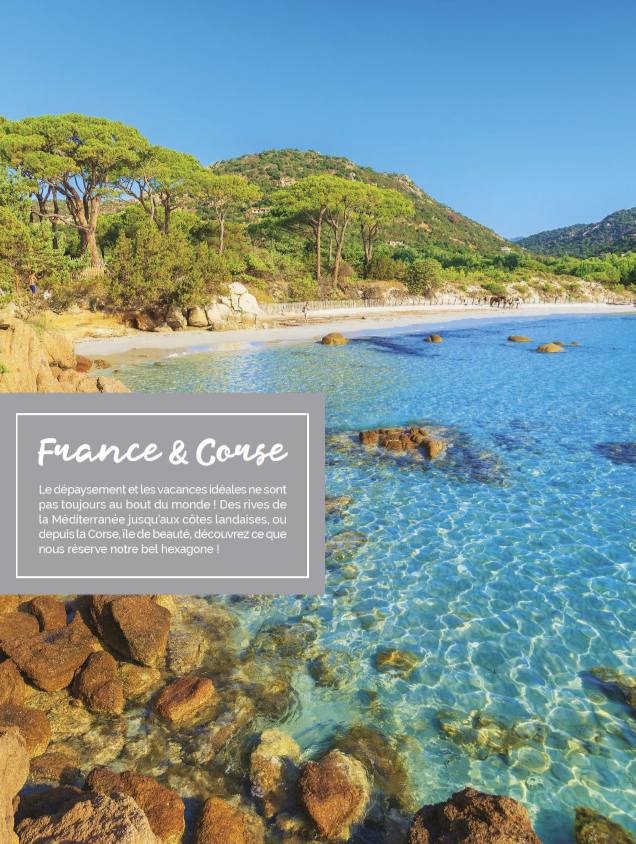 France & Corse
Le dépaysement et les vacances idéales ne sont
pas toujours au bout du monde ! Des rives de
la Méditerranée jusqu'aux côtes landaises, ou
depuis la Corse, île de beauté, découvrez ce que
nous réserve notre bel hexagone !